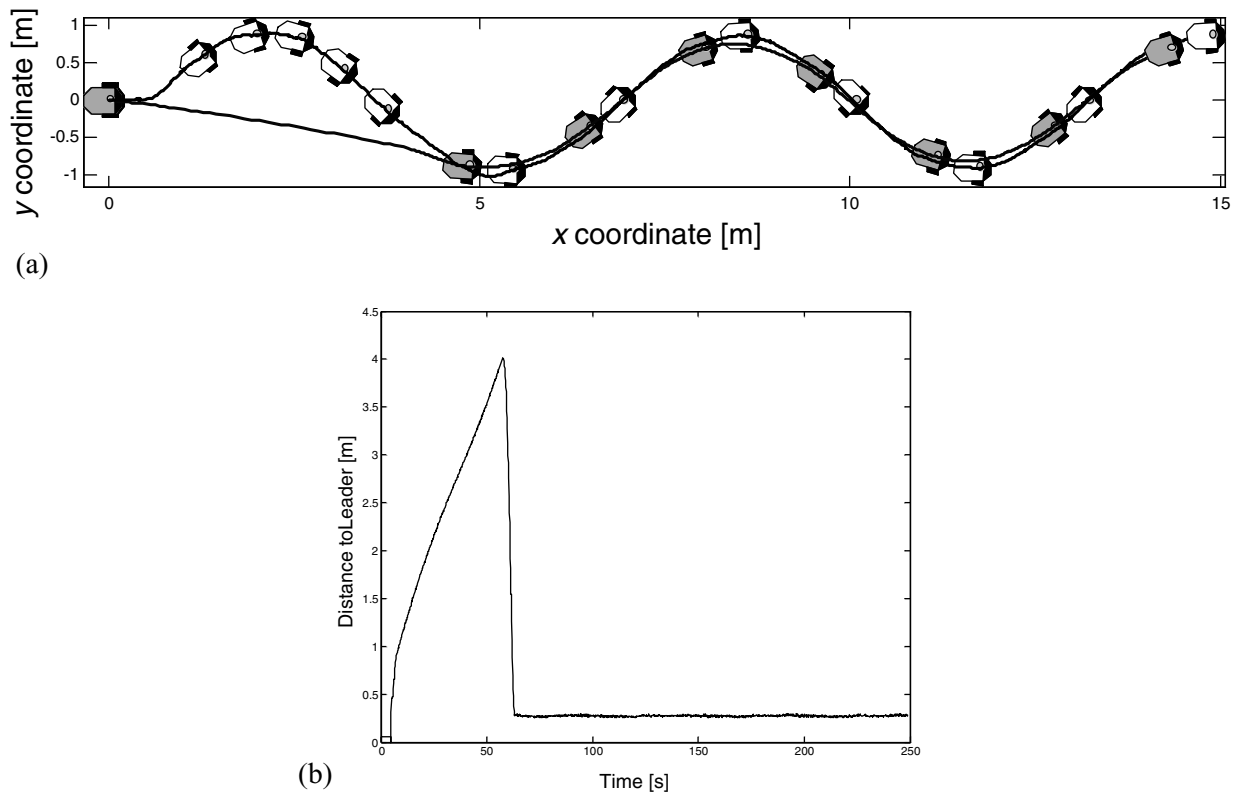 1
0.5
0
-0.5
-1
y coordinate [m]
0 5 10 15
x coordinate [m]
(a)
4.5
4
3.5
3
2.5
2
1.5
1
0.5
0
Distance toLeader [m]
0 50 100 150 200 250
Time [s]
(b)